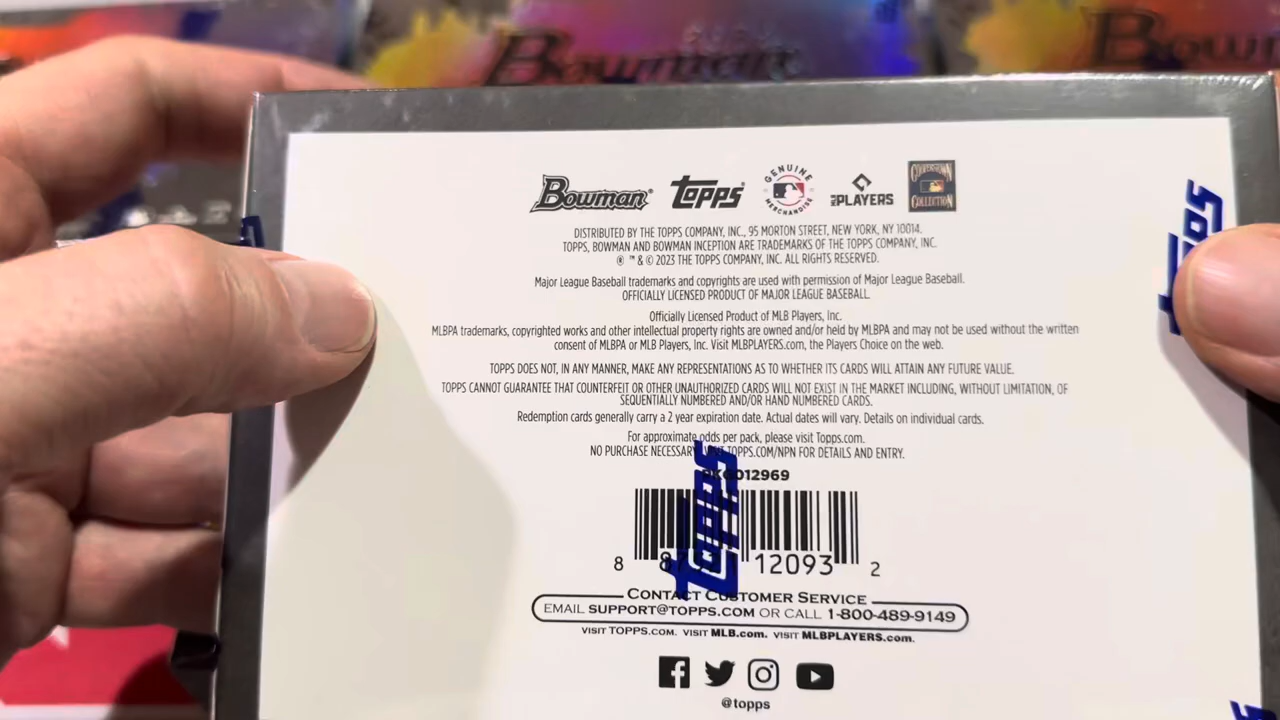 Bowman
Bowman
Bowman
TOPPS
GENUINE
MERCHANDISE
PLAYERS
COOPERSTOWN
COLLECTION
DISTRIBUTED BY THE TOPPS COMPANY, INC., 95 MORTON STREET, NEW YORK, NY 10014.
TOPPS, BOWMAN AND BOWMAN INCEPTION ARE TRADEMARKS OF THE TOPPS COMPANY, INC.
® ™ & © 2023 THE TOPPS COMPANY, INC. ALL RIGHTS RESERVED.
Major League Baseball trademarks and copyrights are used with permission of Major League Baseball.
OFFICIALLY LICENSED PRODUCT OF MAJOR LEAGUE BASEBALL.
Officially Licensed Product of MLB Players, Inc.
MLBPA trademarks, copyrighted works and other intellectual property rights are owned and/or held by MLBPA and may not be used without the written
consent of MLBPA or MLB Players, Inc. Visit MLBPLAYERS.com, the Players Choice on the web.
TOPPS DOES NOT, IN ANY MANNER, MAKE ANY REPRESENTATIONS AS TO WHETHER ITS CARDS WILL ATTAIN ANY FUTURE VALUE.
TOPPS CANNOT GUARANTEE THAT COUNTERFEIT OR OTHER UNAUTHORIZED CARDS WILL NOT EXIST IN THE MARKET INCLUDING, WITHOUT LIMITATION, OF
SEQUENTIALLY NUMBERED AND/OR HAND NUMBERED CARDS.
Redemption cards generally carry a 2 year expiration date. Actual dates will vary. Details on individual cards.
For approximate odds per pack, please visit Topps.com.
NO PURCHASE NECESSARY. VISIT TOPPS.COM/NPN FOR DETAILS AND ENTRY.
topps
topps
12093 2
CONTACT CUSTOMER SERVICE
EMAIL SUPPORT@TOPPS.COM OR CALL 1-800-489-9149
VISIT TOPPS.COM. VISIT MLB.com. VISIT MLBPLAYERS.com.
@topps